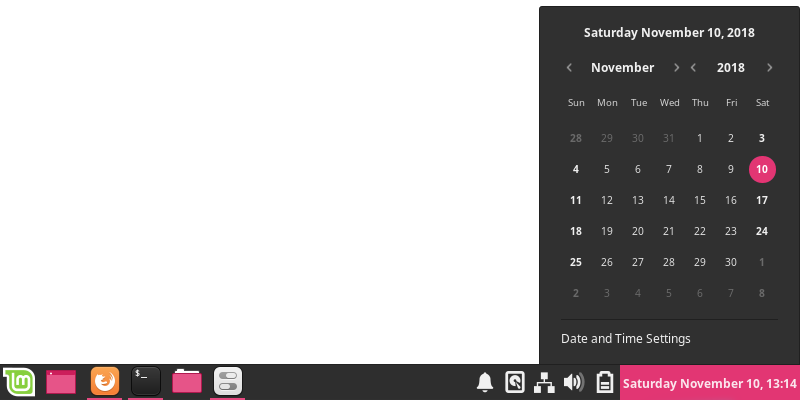 Saturday November 10, 2018
November 2018
Sun Mon Tue Wed Thu Fri Sat
28 29 30 31 1 2 3
4 5 6 7 8 9 10
11 12 13 14 15 16 17
18 19 20 21 22 23 24
25 26 27 28 29 30 1
2 3 4 5 6 7 8
Date and Time Settings
lm $_ Saturday November 10, 13:14